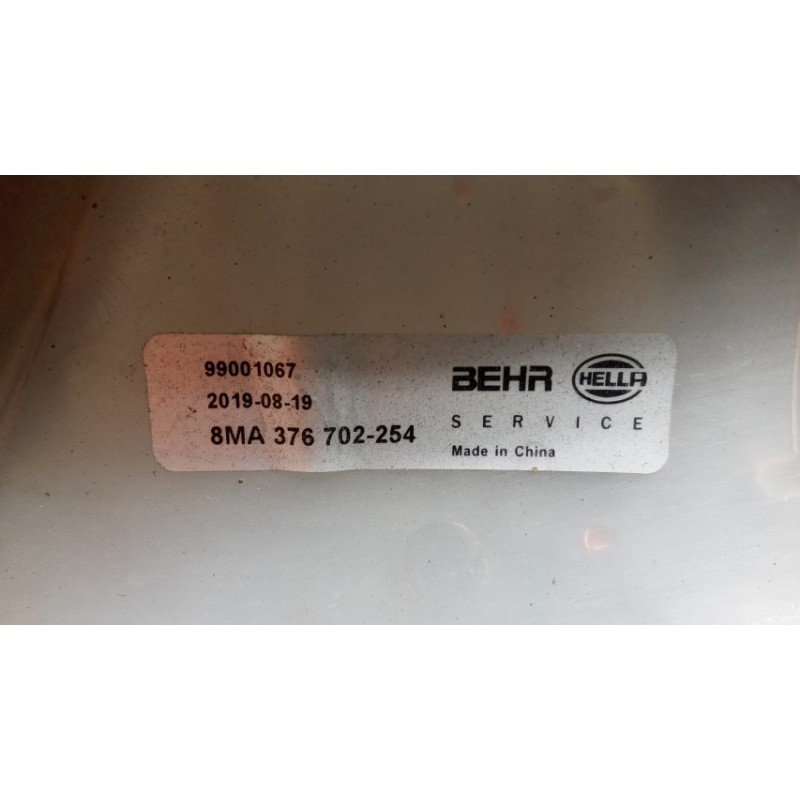 99001067
2019-08-19
8MA 376 702-254
BEHR HELLA
SERVICE
Made in China